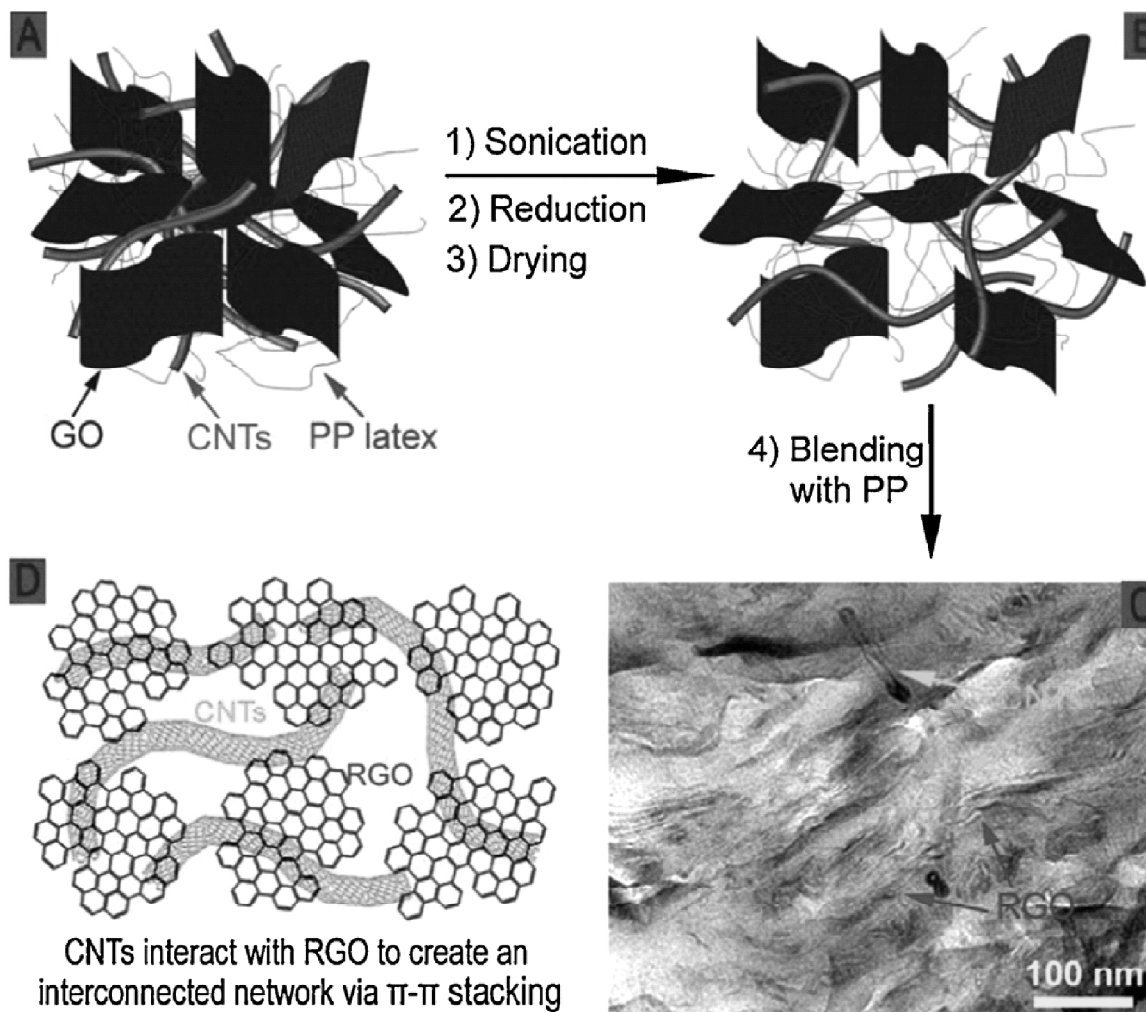 A
B
1) Sonication
2) Reduction
3) Drying
GO
CNTs
PP latex
4) Blending
with PP
D
C
CNTs
RGO
CNTs
RGO
100 nm
CNTs interact with RGO to create an
interconnected network via π-π stacking